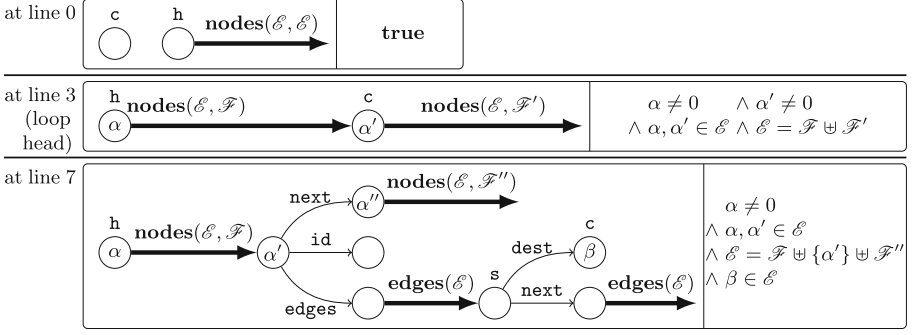 at line 0
c h nodes(ℰ, ℰ) true
at line 3
(loop
head)
h nodes(ℰ, ℱ) c nodes(ℰ, ℱ′)
α α′
α ≠ 0 ∧ α′ ≠ 0
∧ α, α′ ∈ ℰ ∧ ℰ = ℱ ⊎ ℱ′
at line 7
next α″ nodes(ℰ, ℱ″)
h nodes(ℰ, ℱ)
α α′ id
edges edges(ℰ) s dest c β
next edges(ℰ)
α ≠ 0
∧ α, α′ ∈ ℰ
∧ ℰ = ℱ ⊎ {α′} ⊎ ℱ″
∧ β ∈ ℰ